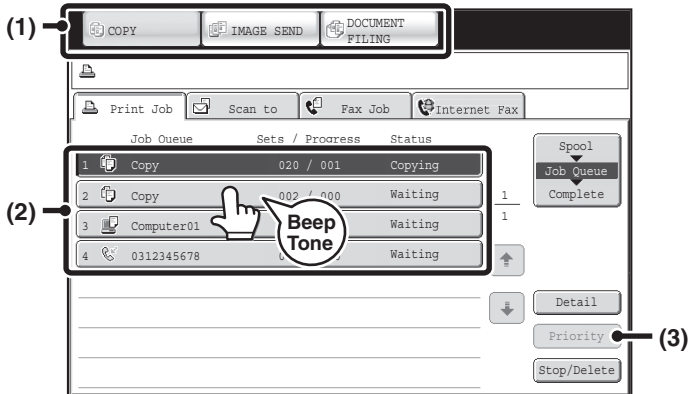 (1)
COPY
IMAGE SEND
DOCUMENT
FILING
Print Job
Scan to
Fax Job
Internet Fax
Job Queue Sets / Progress Status
1 Copy 020 / 001 Copying
2 Copy 002 / 000 Waiting
3 Computer01 Waiting
4 0312345678 Waiting
(2)
Beep
Tone
1
1
Spool
Job Queue
Complete
Detail
Priority
(3)
Stop/Delete